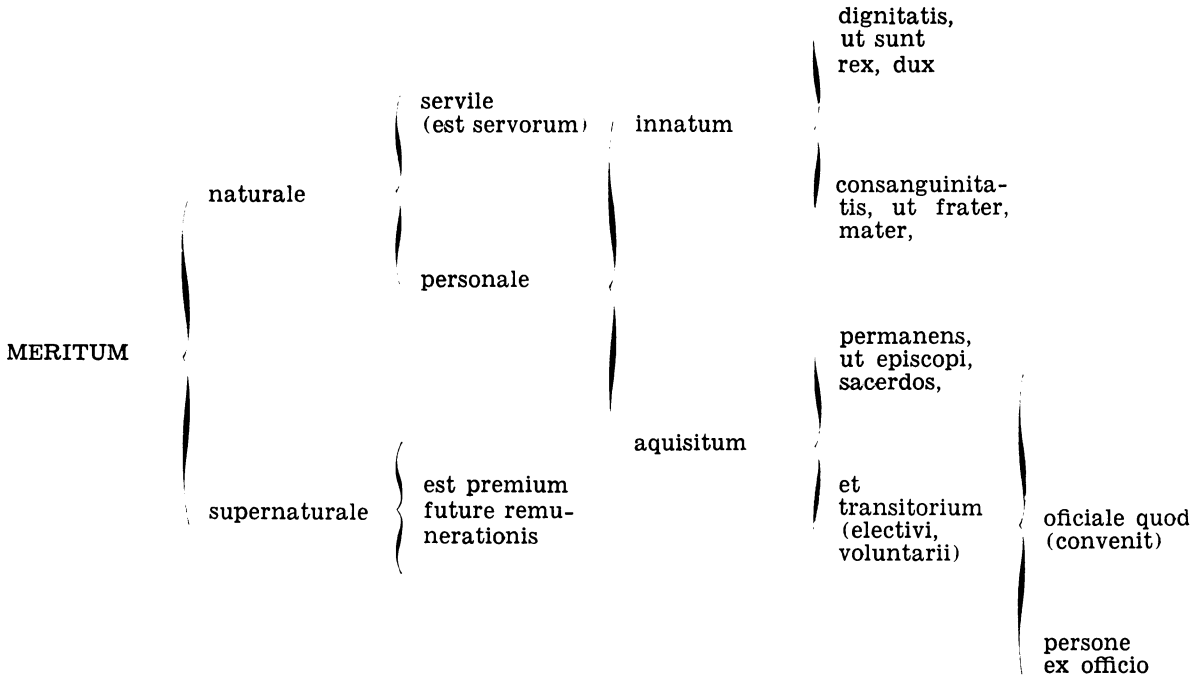 MERITUM
naturale
servile
(est servorum)
personale
innatum
dignitatis,
ut sunt
rex, dux
consanguinita-
tis, ut frater,
mater,
aquisitum
permanens,
ut episcopi,
sacerdos,
et
transitorium
(electivi,
voluntarii)
oficiale quod
(convenit)
persone
ex officio
supernaturale
est premium
future remu-
nerationis